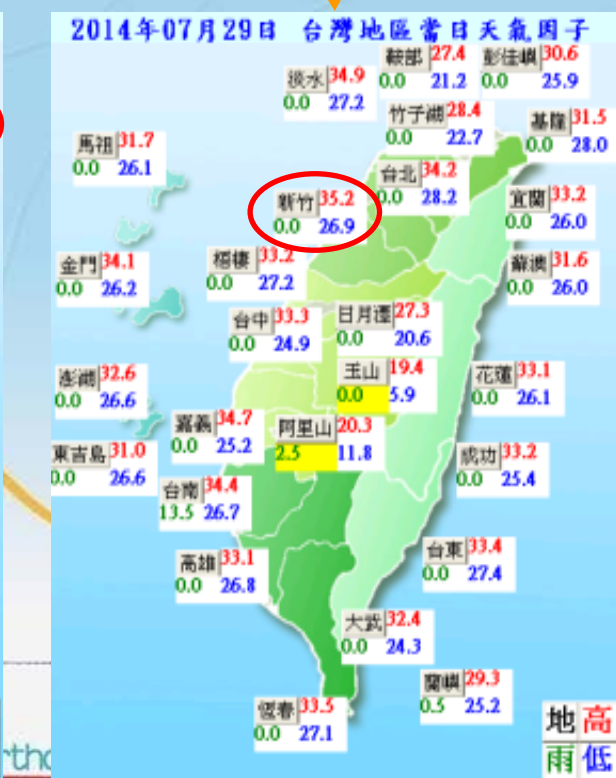 2014年07月29日 台灣地區當日天氣因子
鞍部 27.4
0.0 21.2
彭佳嶼 30.6
0.0 25.9
淡水 34.9
0.0 27.2
竹子湖 28.4
0.0 22.7
基隆 31.5
0.0 28.0
馬祖 31.7
0.0 26.1
台北 34.2
0.0 28.2
新竹 35.2
0.0 26.9
宜蘭 33.2
0.0 26.0
金門 34.1
0.0 26.2
梧棲 33.2
0.0 27.2
蘇澳 31.6
0.0 26.0
台中 33.3
0.0 24.9
日月潭 27.3
0.0 20.6
澎湖 32.6
0.0 26.6
玉山 19.4
0.0 5.9
花蓮 33.1
0.0 26.1
嘉義 34.7
0.0 25.2
阿里山 20.3
2.5 11.8
東吉島 31.0
0.0 26.6
成功 33.2
0.0 25.4
台南 34.4
13.5 26.7
高雄 33.1
0.0 26.8
台東 33.4
0.0 27.4
大武 32.4
0.0 24.3
蘭嶼 29.3
0.5 25.2
恆春 33.5
0.0 27.1
地 高
雨 低